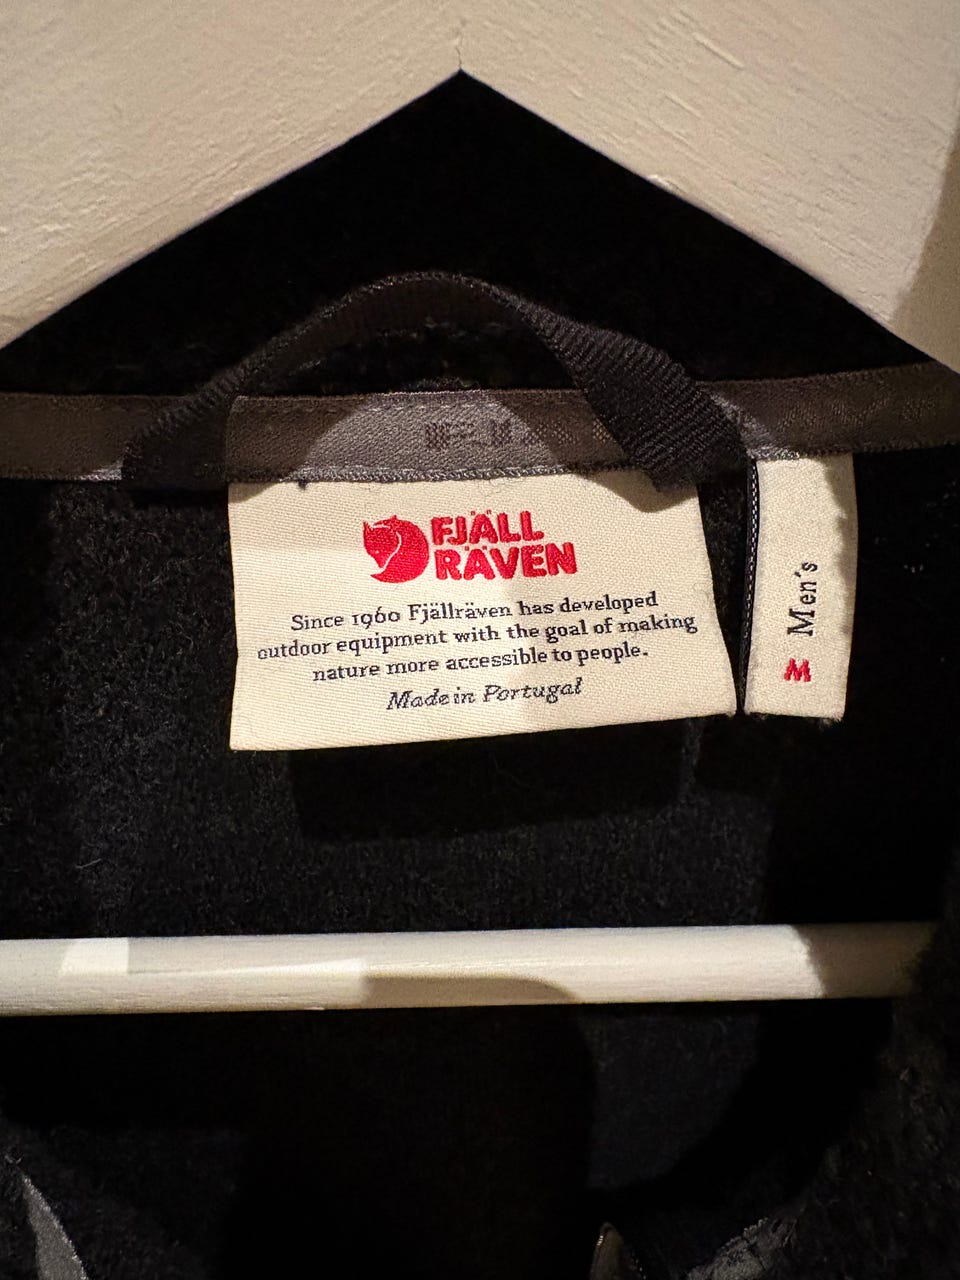 FJÄLL
RÄVEN
Since 1960 Fjällräven has developed
outdoor equipment with the goal of making
nature more accessible to people.
Made in Portugal
Men's
M